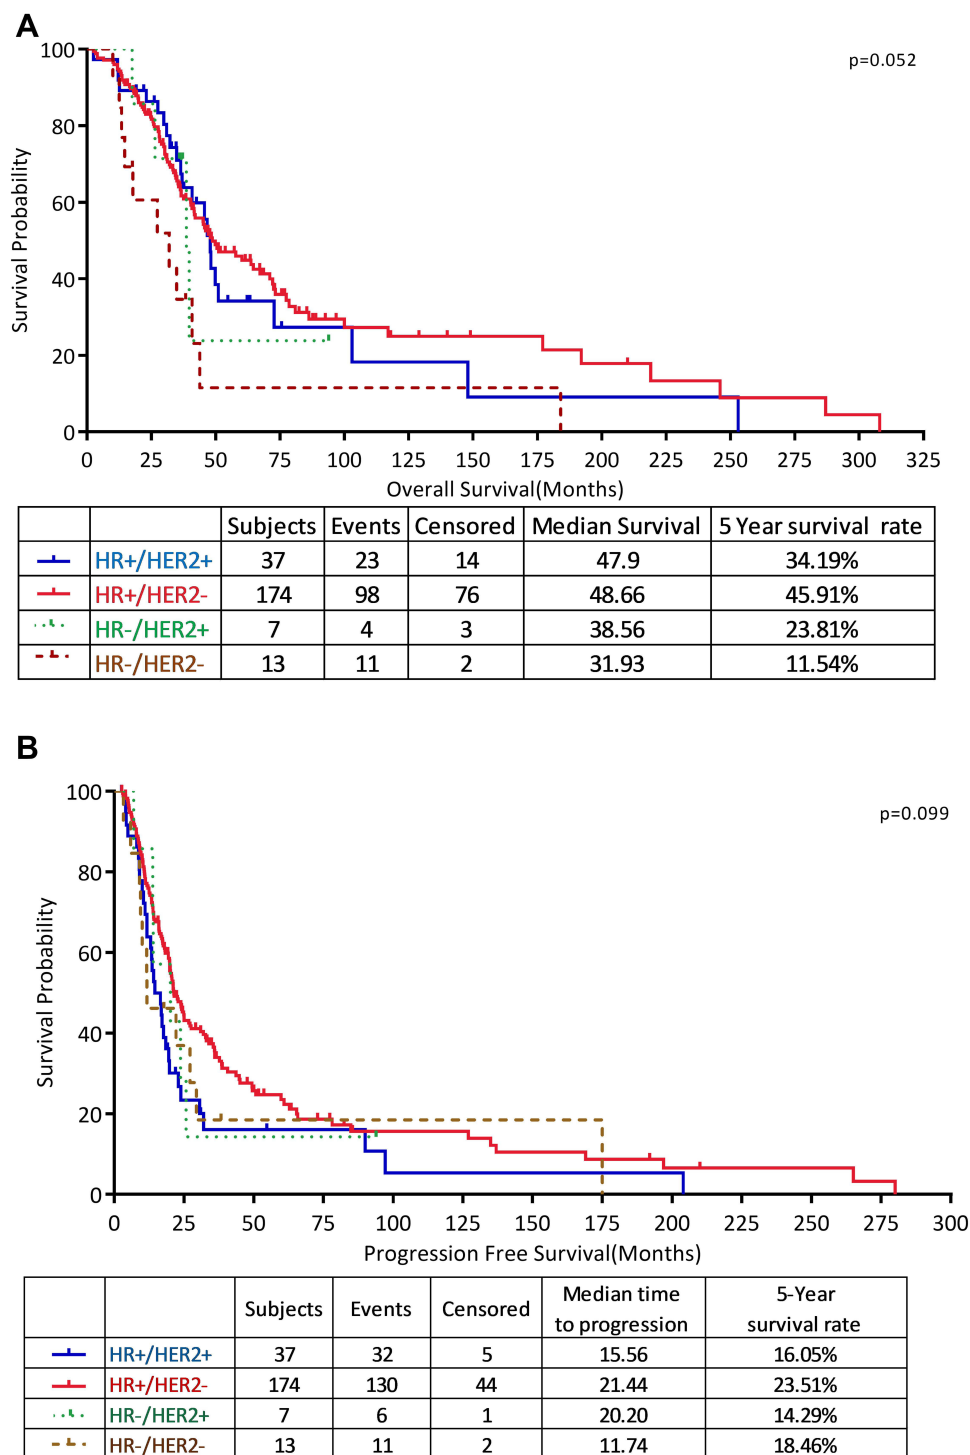 A
p=0.052
100
80
60
40
20
0
Survival Probability
0 25 50 75 100 125 150 175 200 225 250 275 300 325
Overall Survival(Months)
Subjects Events Censored Median Survival 5 Year survival rate
HR+/HER2+ 37 23 14 47.9 34.19%
HR+/HER2- 174 98 76 48.66 45.91%
HR-/HER2+ 7 4 3 38.56 23.81%
HR-/HER2- 13 11 2 31.93 11.54%
B
p=0.099
100
80
60
40
20
0
Survival Probability
0 25 50 75 100 125 150 175 200 225 250 275 300
Progression Free Survival(Months)
Subjects Events Censored Median time to progression 5-Year survival rate
HR+/HER2+ 37 32 5 15.56 16.05%
HR+/HER2- 174 130 44 21.44 23.51%
HR-/HER2+ 7 6 1 20.20 14.29%
HR-/HER2- 13 11 2 11.74 18.46%